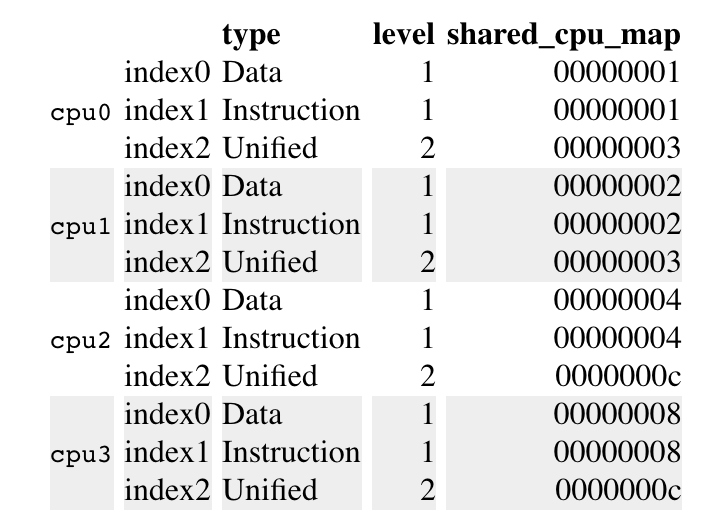 type level shared_cpu_map
index0 Data 1 00000001
cpu0 index1 Instruction 1 00000001
index2 Unified 2 00000003
index0 Data 1 00000002
cpu1 index1 Instruction 1 00000002
index2 Unified 2 00000003
index0 Data 1 00000004
cpu2 index1 Instruction 1 00000004
index2 Unified 2 0000000c
index0 Data 1 00000008
cpu3 index1 Instruction 1 00000008
index2 Unified 2 0000000c